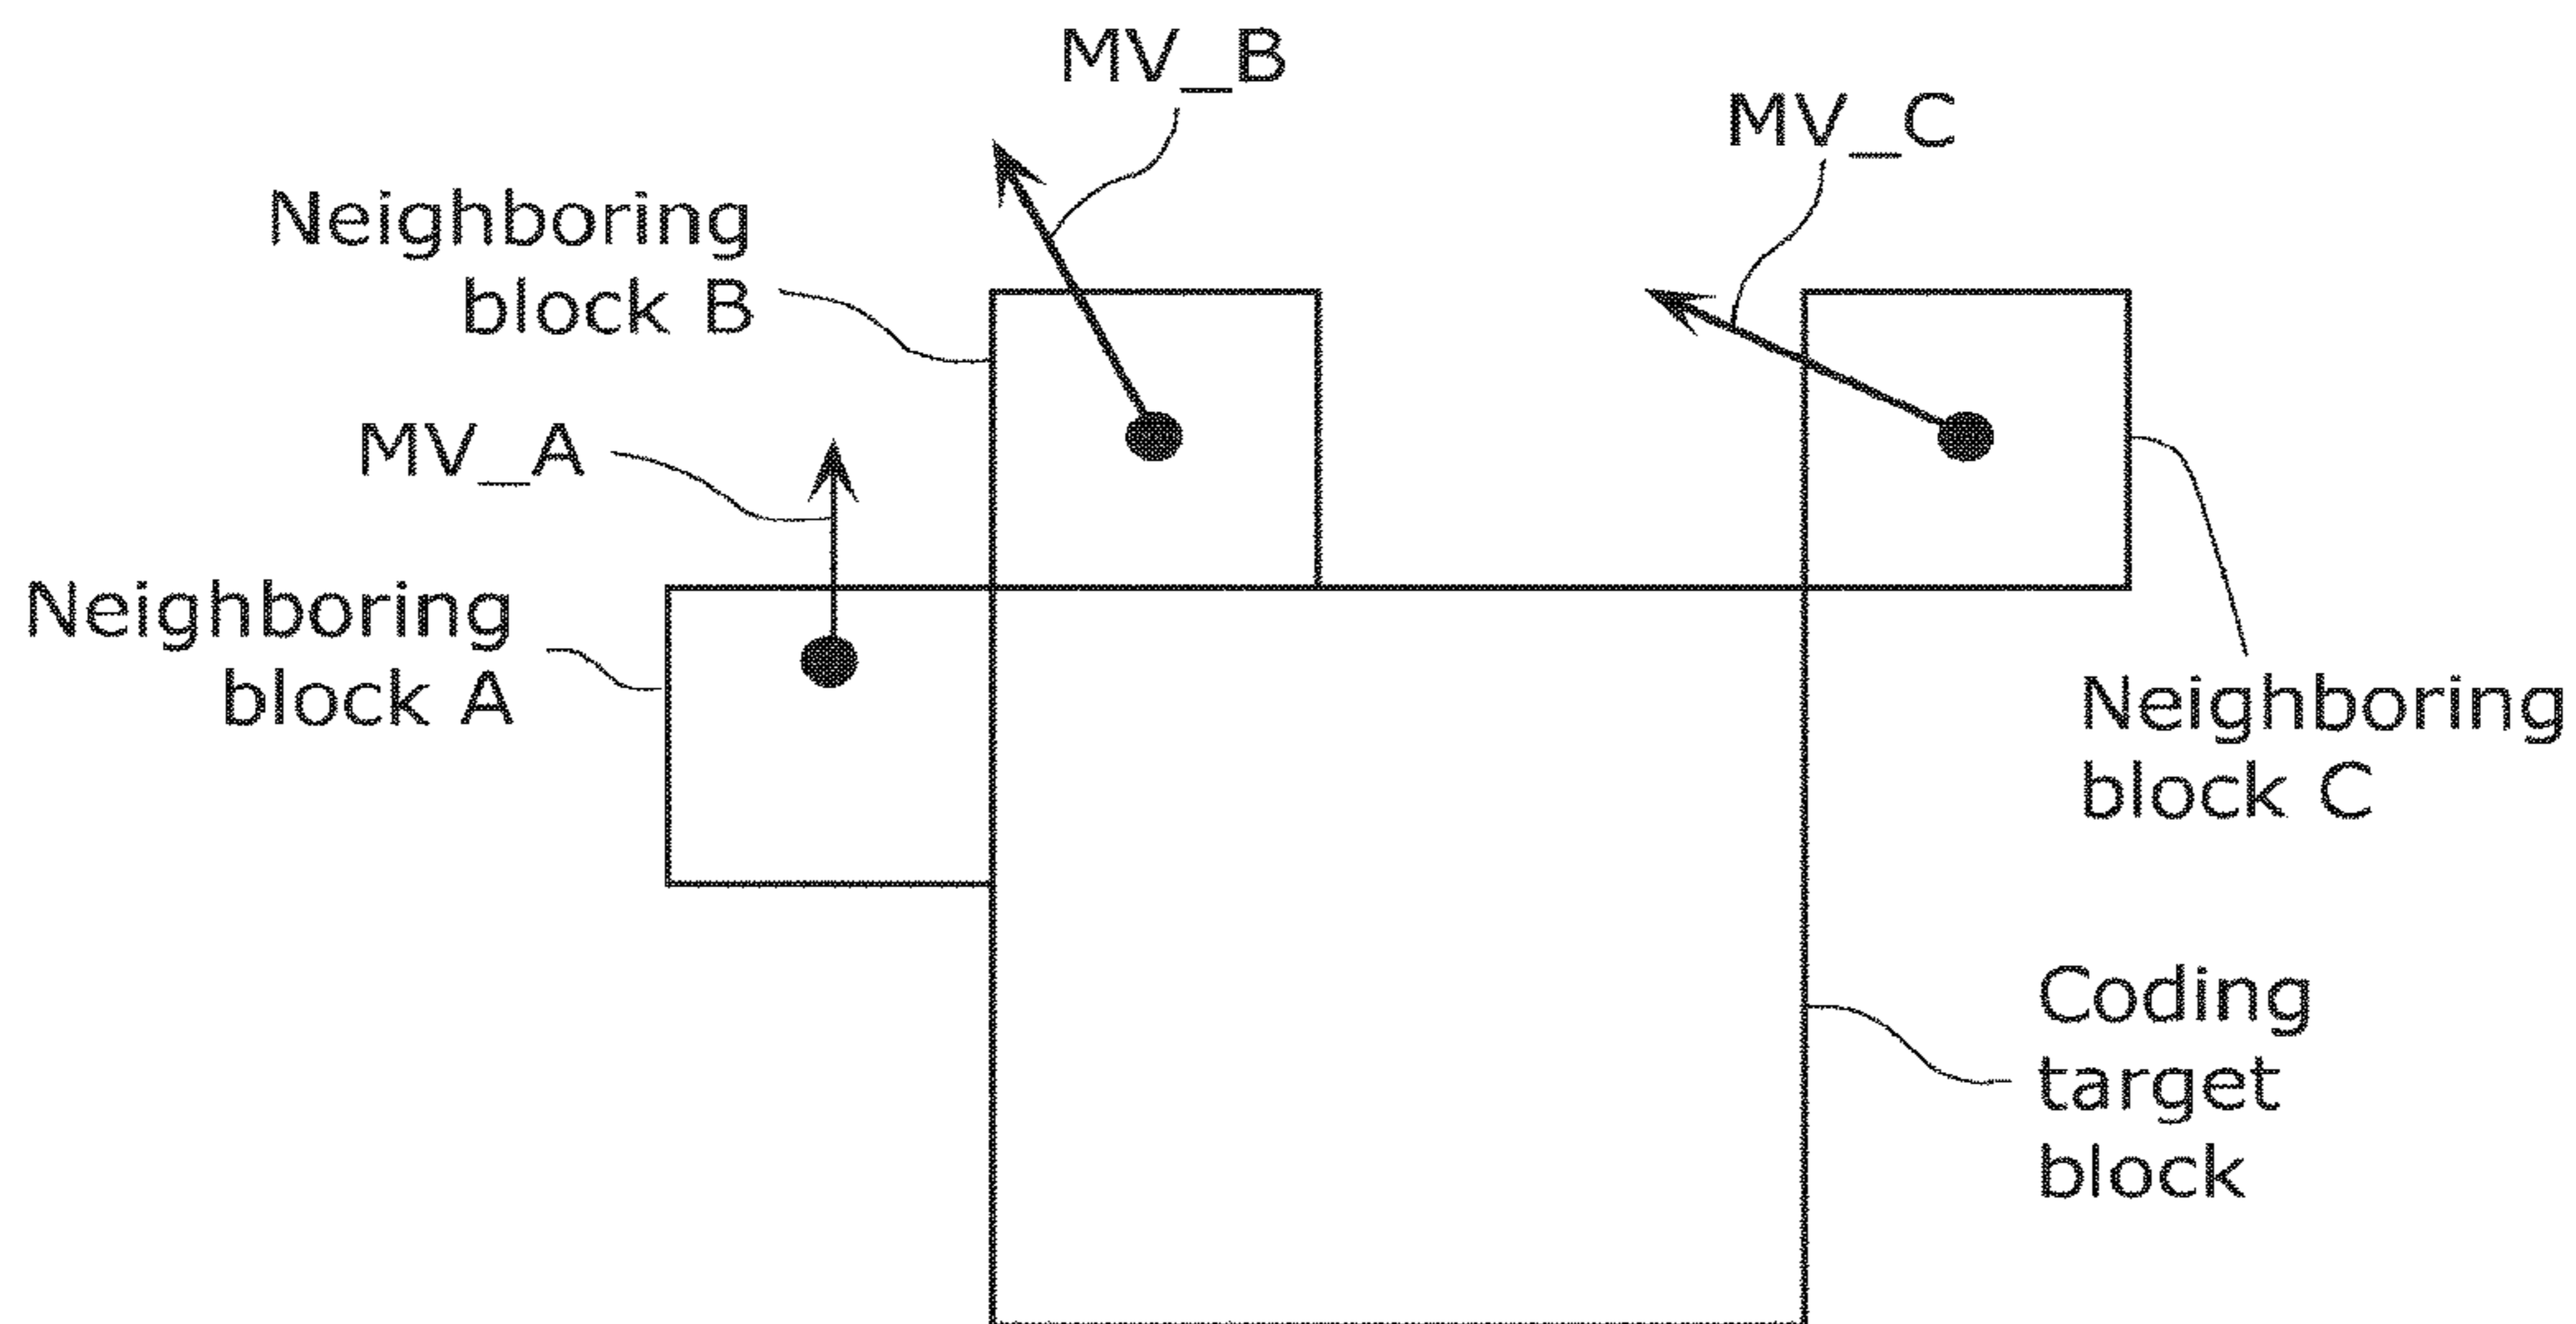 MV_B
MV_C
Neighboring
block B
MV_A
Neighboring
block A
Neighboring
block C
Coding
target
block